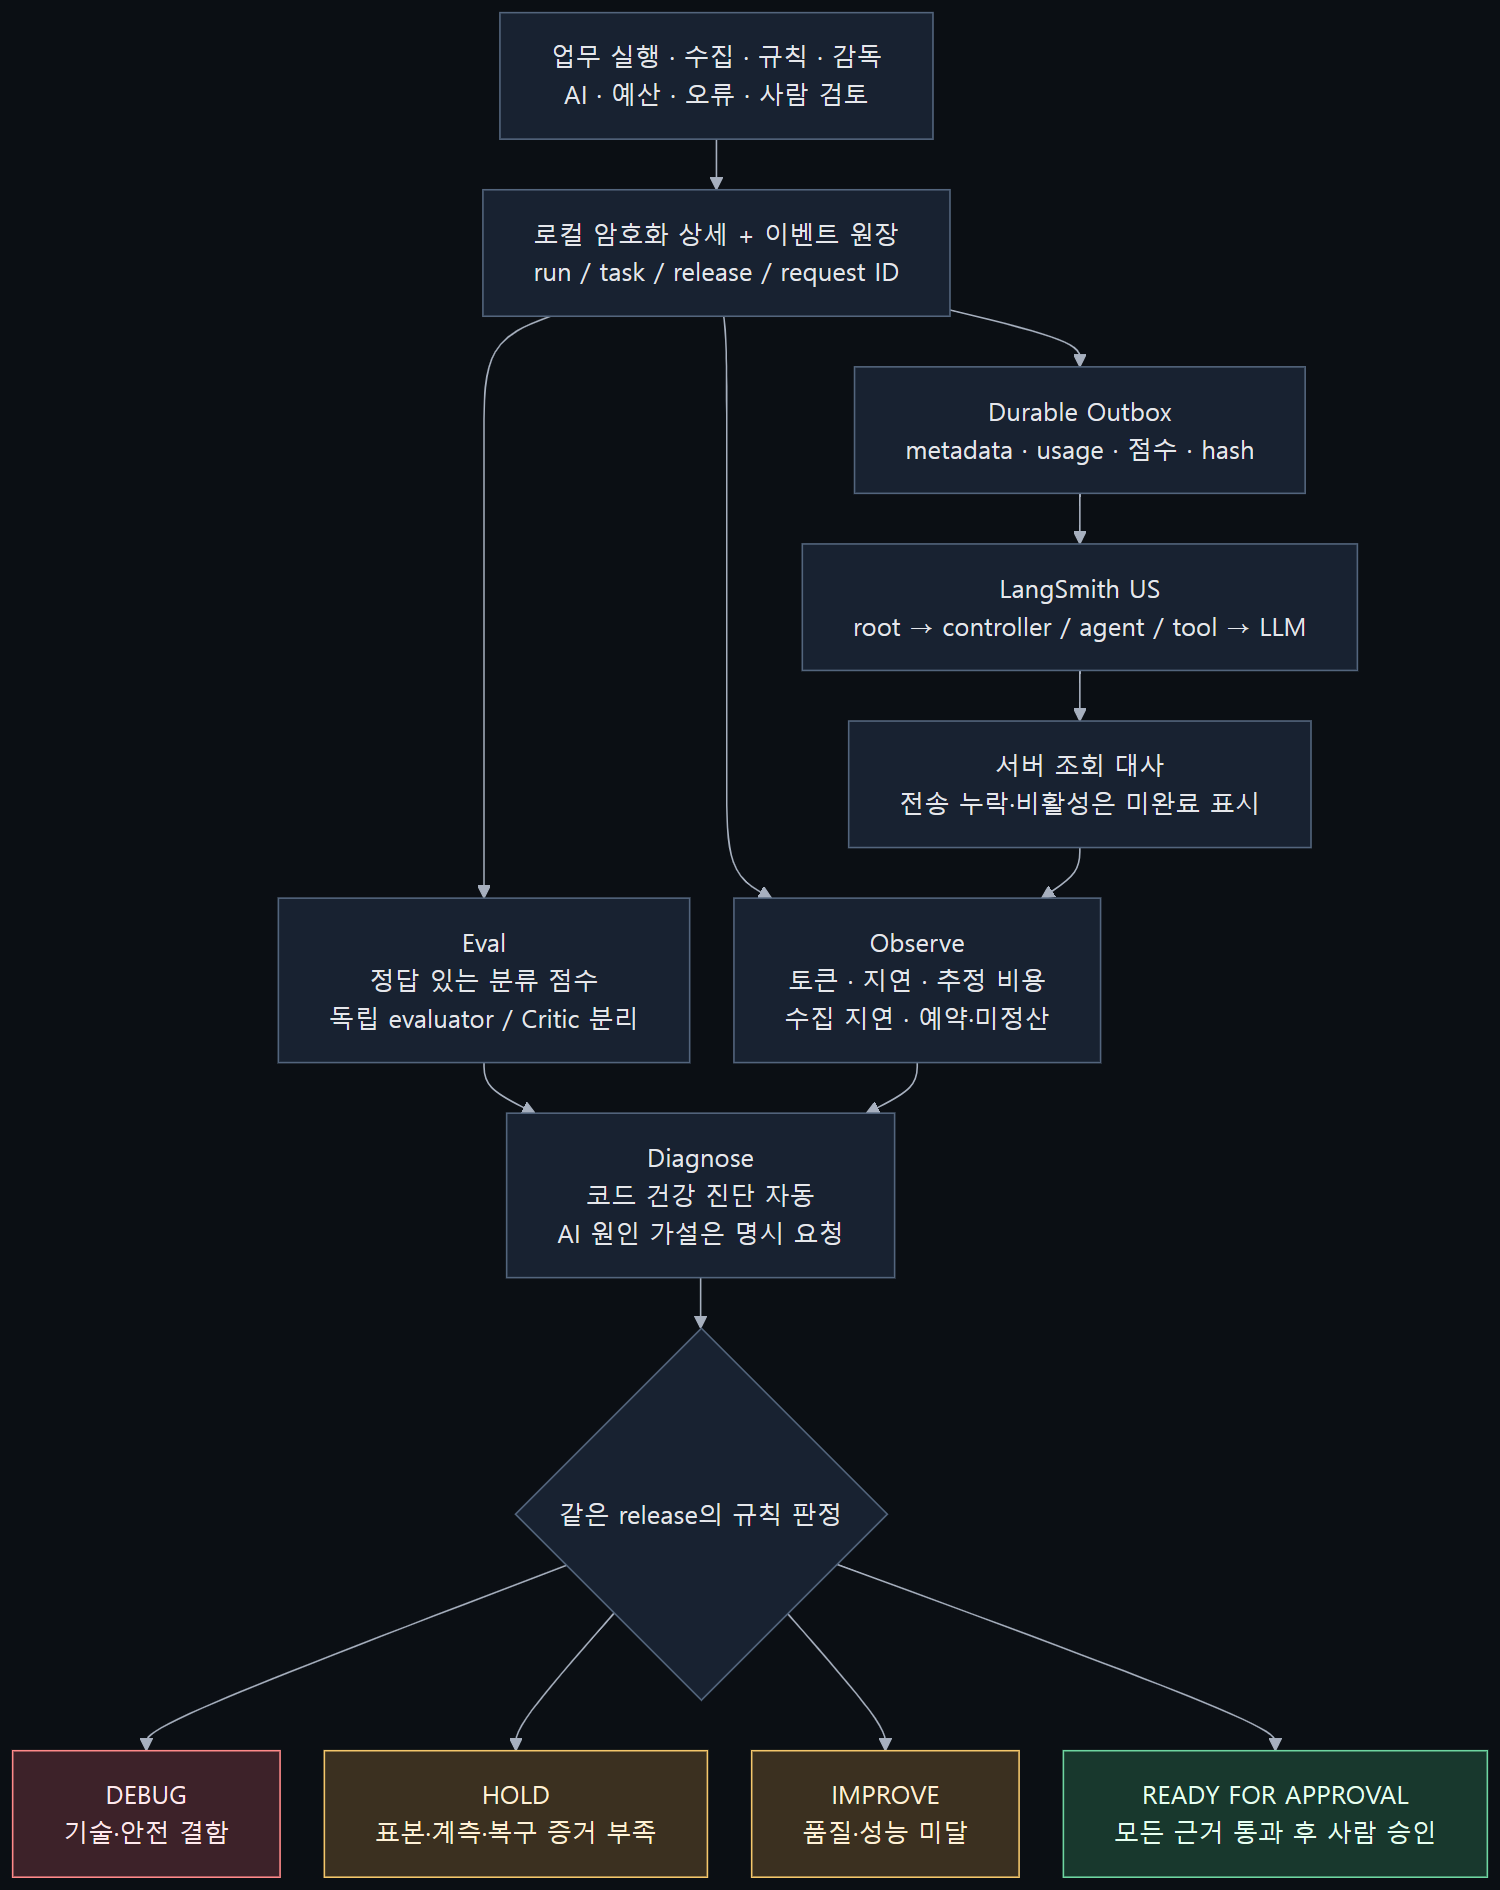 업무 실행 · 수집 · 규칙 · 감독
AI · 예산 · 오류 · 사람 검토
로컬 암호화 상세 + 이벤트 원장
run / task / release / request ID
Durable Outbox
metadata · usage · 점수 · hash
LangSmith US
root → controller / agent / tool → LLM
서버 조회 대사
전송 누락·비활성은 미완료 표시
Eval
정답 있는 분류 점수
독립 evaluator / Critic 분리
Observe
토큰 · 지연 · 추정 비용
수집 지연 · 예약·미정산
Diagnose
코드 건강 진단 자동
AI 원인 가설은 명시 요청
같은 release의 규칙 판정
DEBUG
기술·안전 결함
HOLD
표본·계측·복구 증거 부족
IMPROVE
품질·성능 미달
READY FOR APPROVAL
모든 근거 통과 후 사람 승인